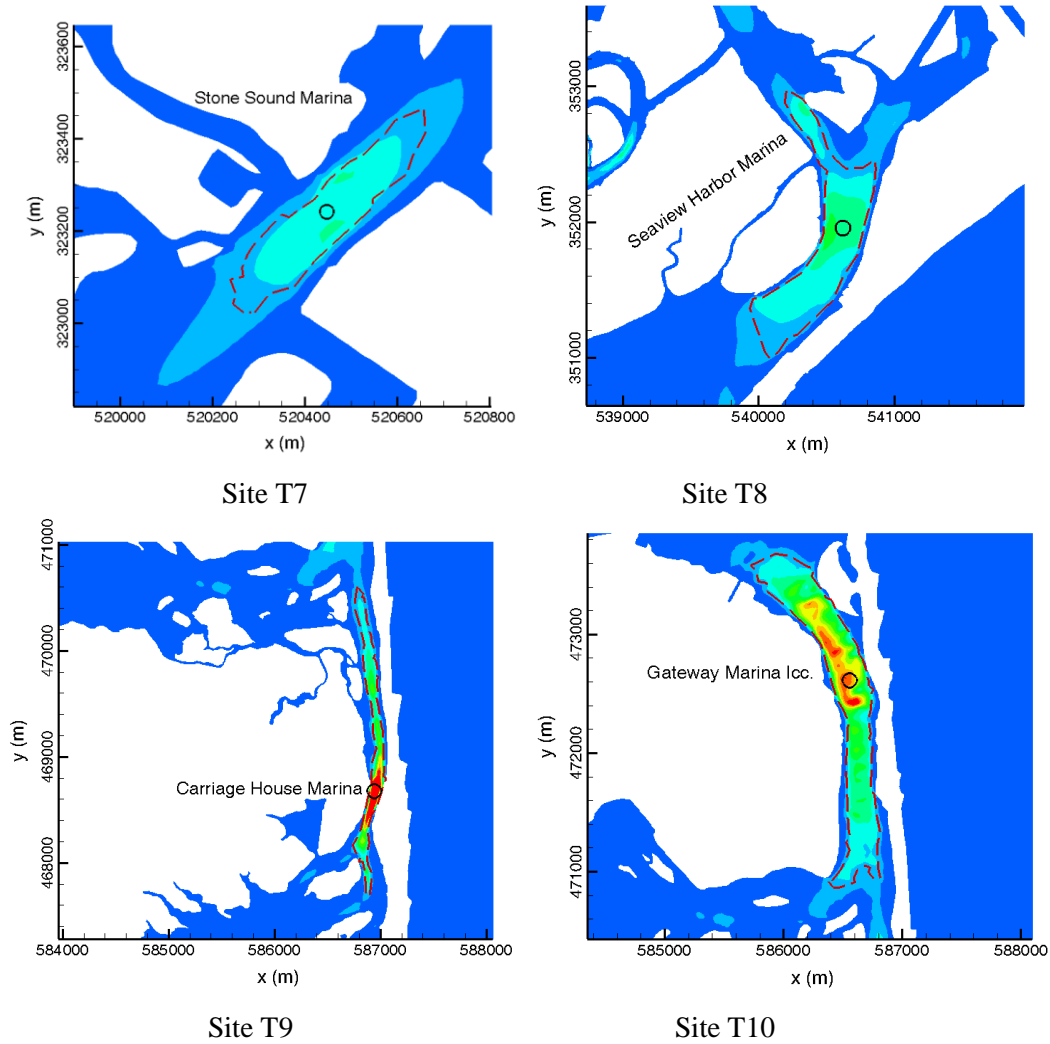 323600
323400
323200
323000
y (m)
Stone Sound Marina
520000
520200
520400
520600
520800
x (m)
353000
352000
351000
y (m)
Seaview Harbor Marina
539000
540000
541000
x (m)
Site T7
Site T8
471000
470000
469000
468000
y (m)
Carriage House Marina
584000
585000
586000
587000
588000
x (m)
473000
472000
471000
y (m)
Gateway Marina Icc.
585000
586000
587000
588000
x (m)
Site T9
Site T10